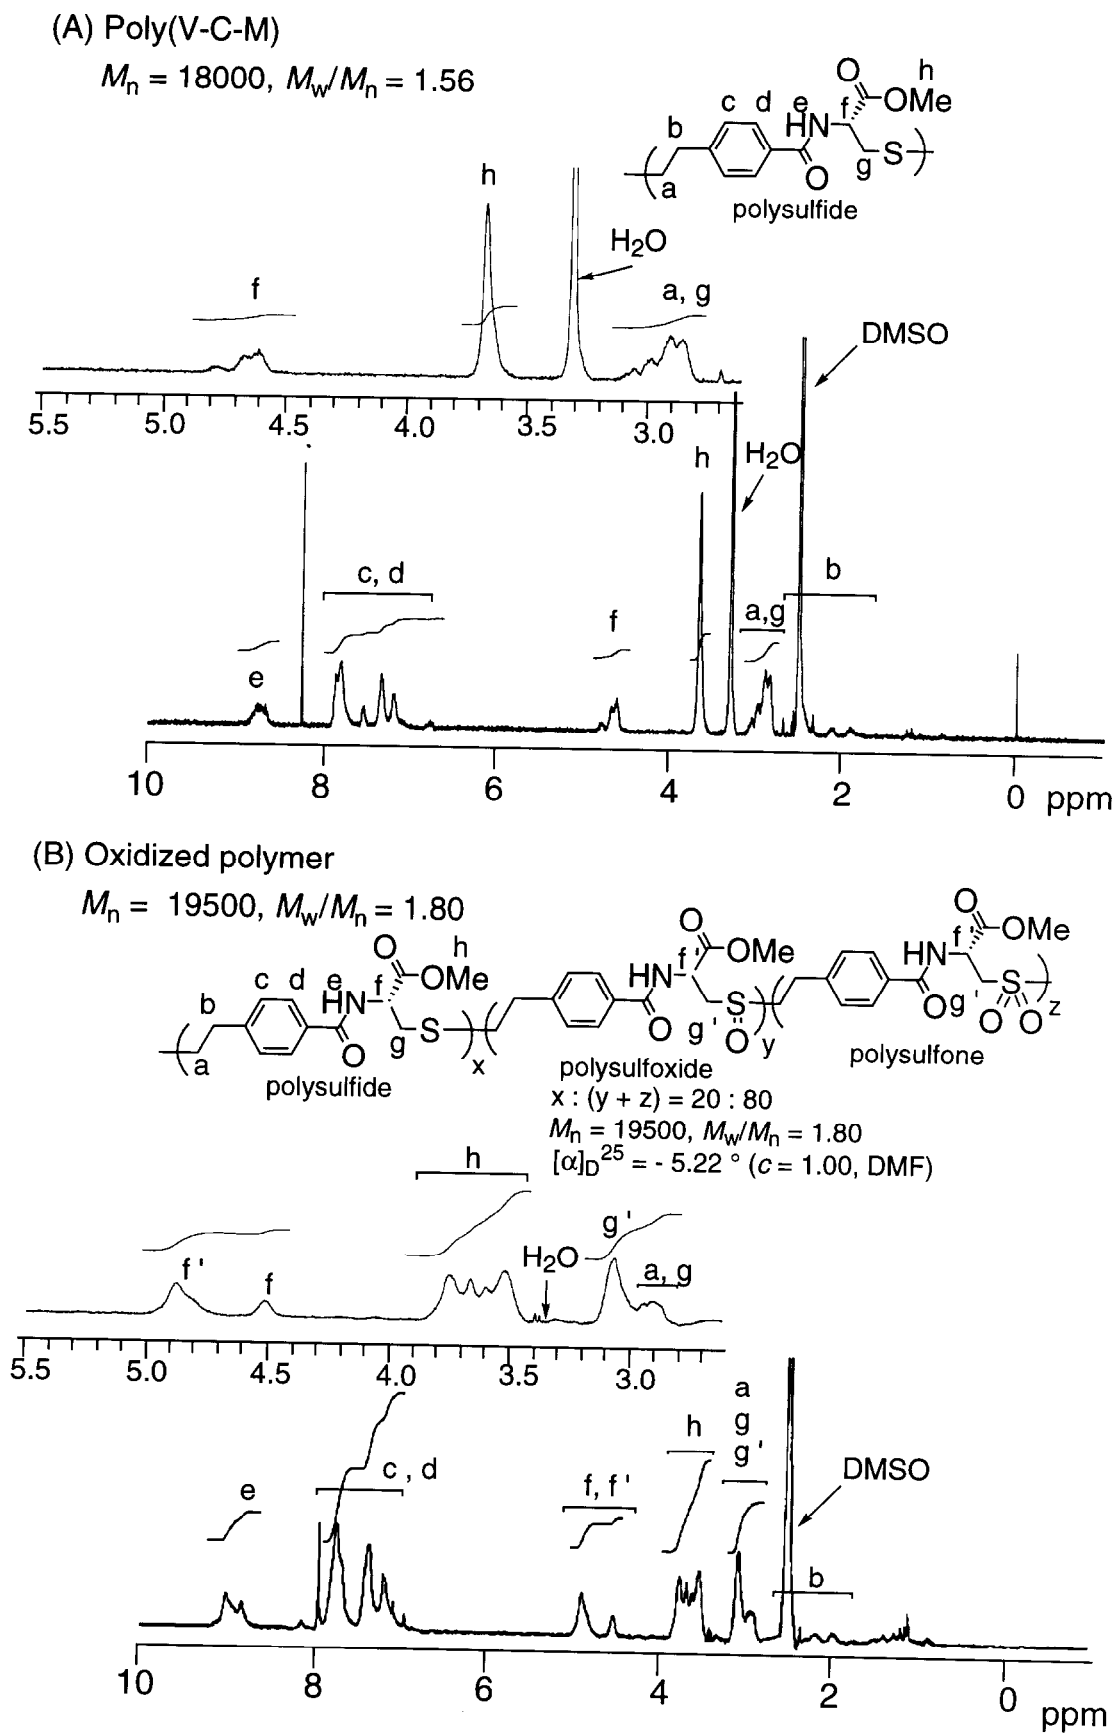 (A) Poly(V-C-M)
Mn = 18000, Mw/Mn = 1.56
O
h
c
d
e
f
OMe
b
HN
S
a
O
g
polysulfide
h
H2O
f
a, g
DMSO
5.5
5.0
4.5
4.0
3.5
3.0
h
H2O
c, d
b
f
a,g
e
10
8
6
4
2
0
ppm
(B) Oxidized polymer
Mn = 19500, Mw/Mn = 1.80
O
h
c
d
e
f
OMe
b
HN
S
a
g
O
x
polysulfide
O
f '
OMe
HN
S
O
g '
O
y
polysulfoxide
O
f '
OMe
HN
S
O
g '
O
O
z
polysulfone
x : (y + z) = 20 : 80
Mn = 19500, Mw/Mn = 1.80
[α]D25 = - 5.22 ° (c = 1.00, DMF)
h
g '
H2O
f '
f
a, g
5.5
5.0
4.5
4.0
3.5
3.0
a
g
g '
h
c , d
DMSO
e
f, f '
b
10
8
6
4
2
0
ppm